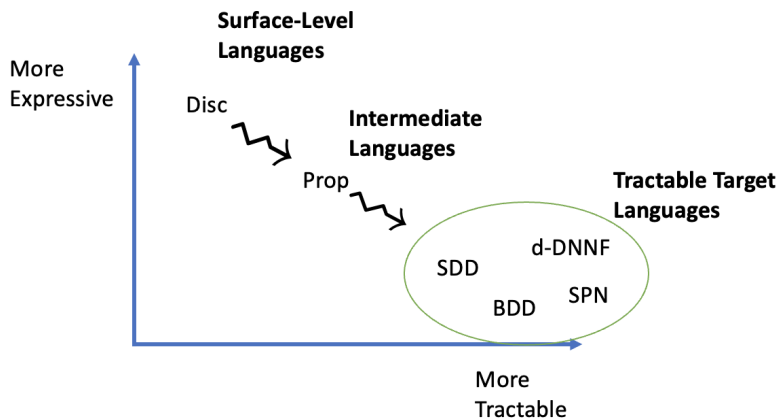 Surface-Level
Languages
More
Expressive
Disc
Intermediate
Languages
Prop
Tractable Target
Languages
d-DNNF
SDD
SPN
BDD
More
Tractable